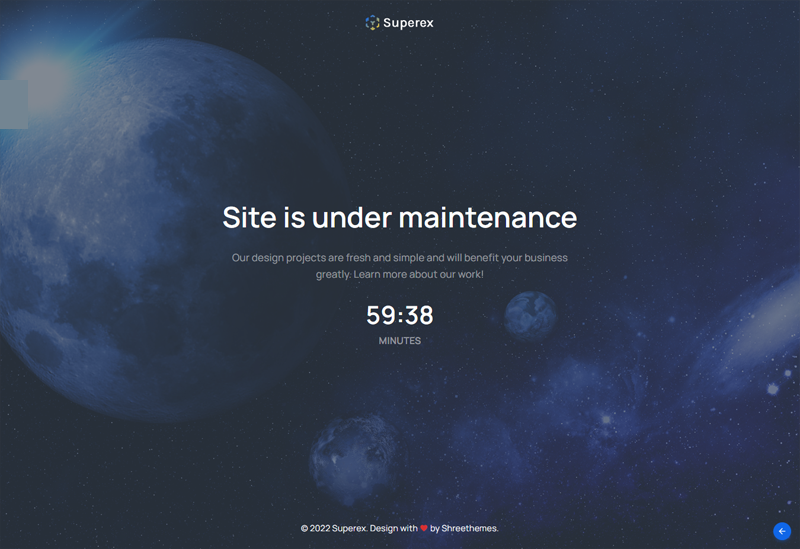 Superex
Site is under maintenance
Our design projects are fresh and simple and will benefit your business
greatly. Learn more about our work!
59:38
MINUTES
© 2022 Superex. Design with ❤ by Shreethemes.